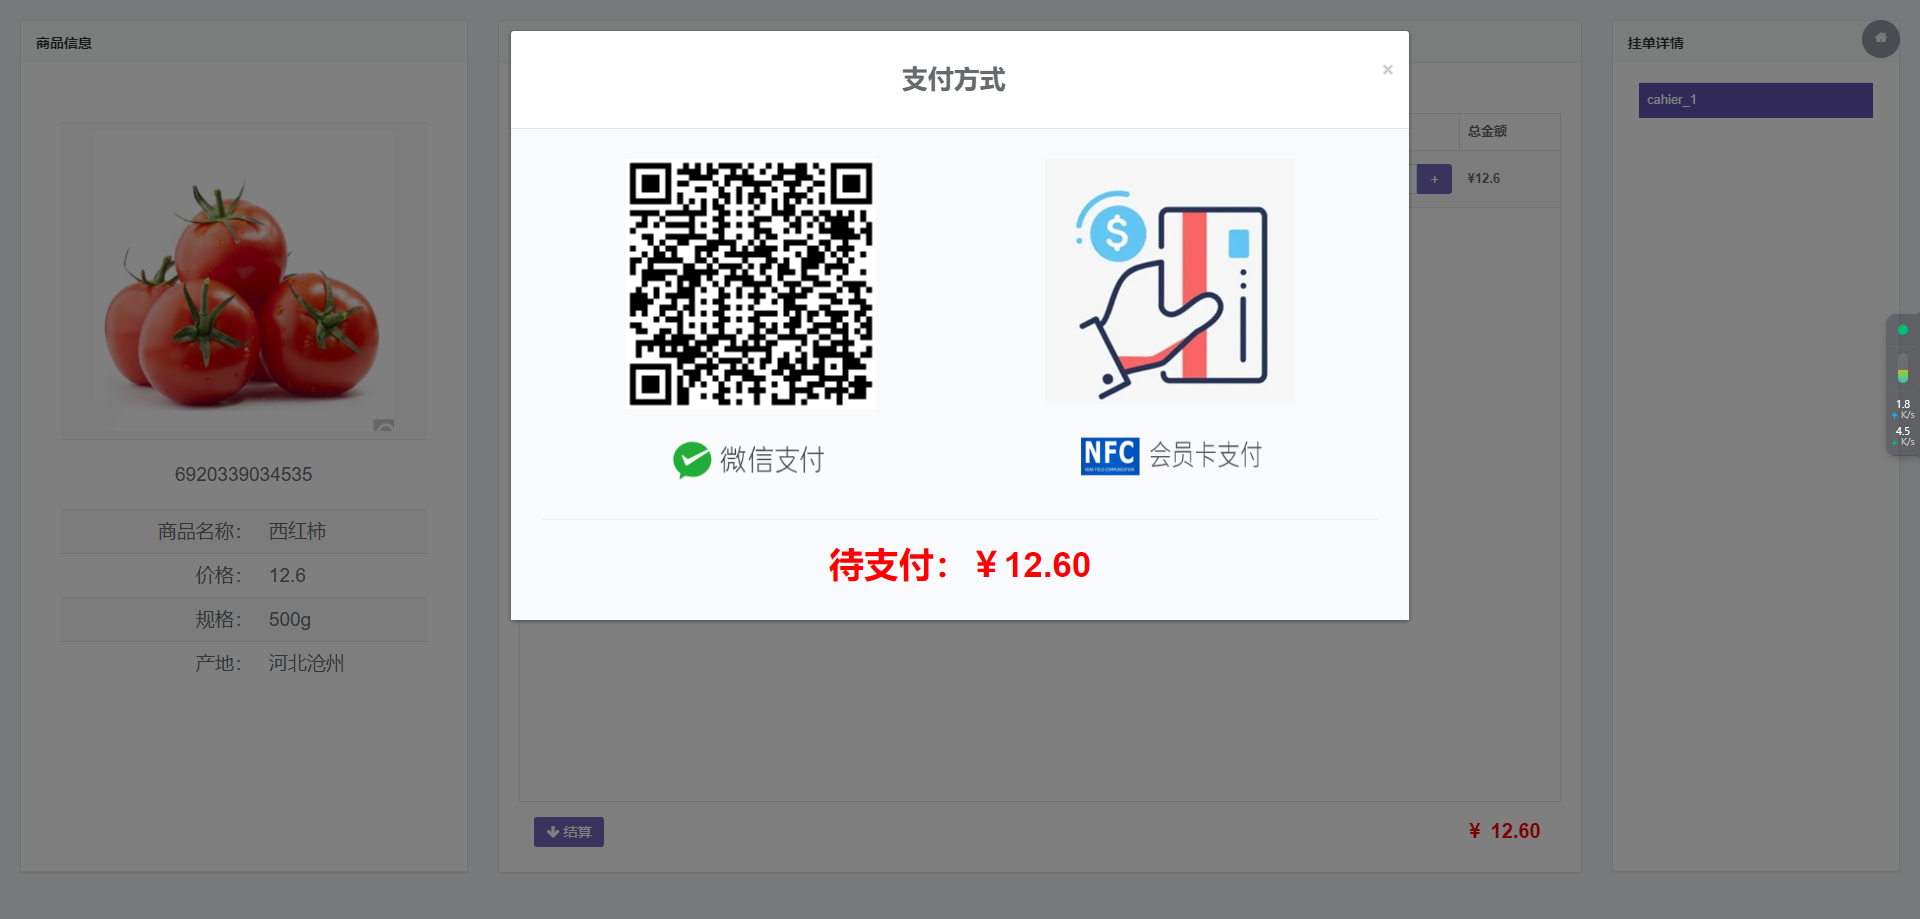 商品信息
6920339034535
商品名称： 西红柿
价格： 12.6
规格： 500g
产地： 河北沧州
支付方式
×
微信支付
NFC 会员卡支付
待支付： ¥ 12.60
总金额
+
¥12.6
结算
¥ 12.60
挂单详情
cahier_1
1.8
K/s
4.5
K/s